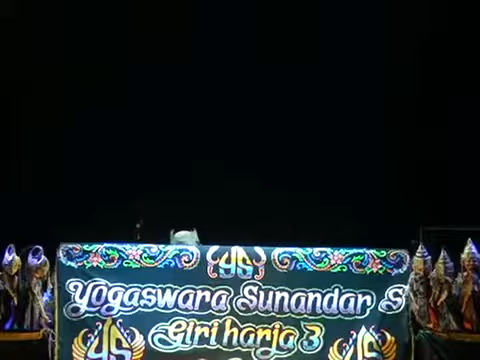 YS
Yogaswara Sunandar S
Giri harja 3
YS YS